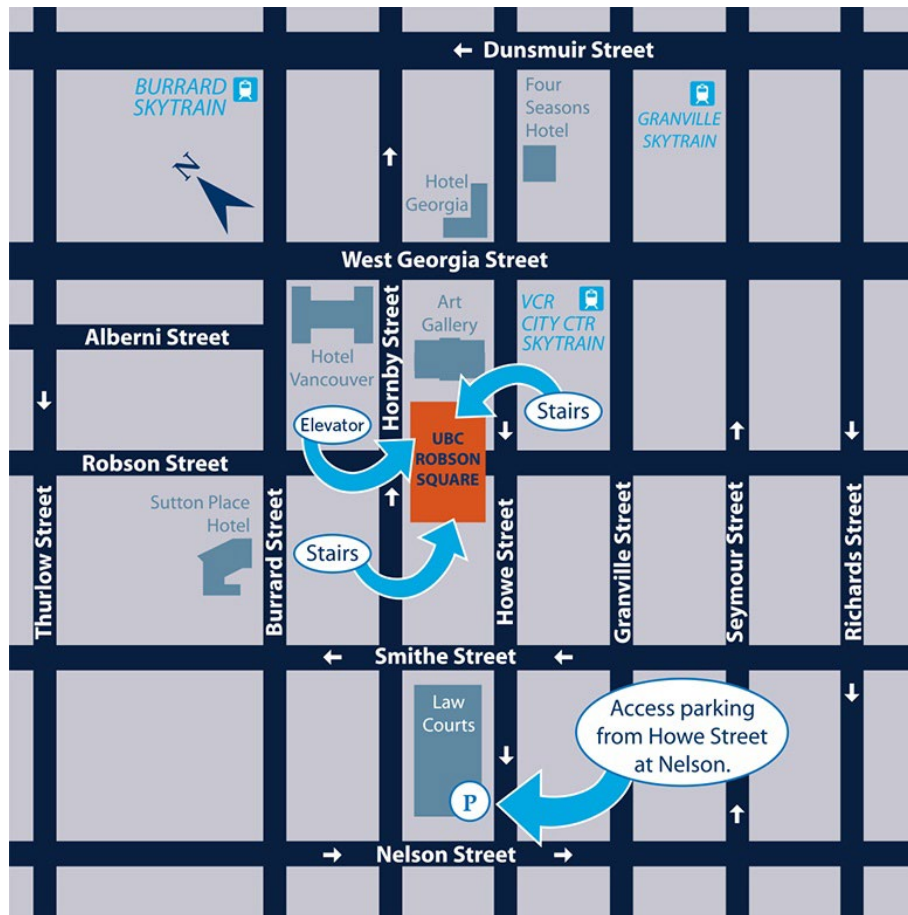 ← Dunsmuir Street
BURRARD
SKYTRAIN
Four
Seasons
Hotel
GRANVILLE
SKYTRAIN
N
Hotel
Georgia
West Georgia Street
Alberni Street
Hotel
Vancouver
Hornby Street
Art
Gallery
VCR
CITY CTR
SKYTRAIN
Stairs
Elevator
UBC
ROBSON
SQUARE
Robson Street
Sutton Place
Hotel
Stairs
Thurlow Street
Burrard Street
Howe Street
Granville Street
Seymour Street
Richards Street
← Smithe Street ←
Law
Courts
Access parking
from Howe Street
at Nelson.
P
→ Nelson Street →